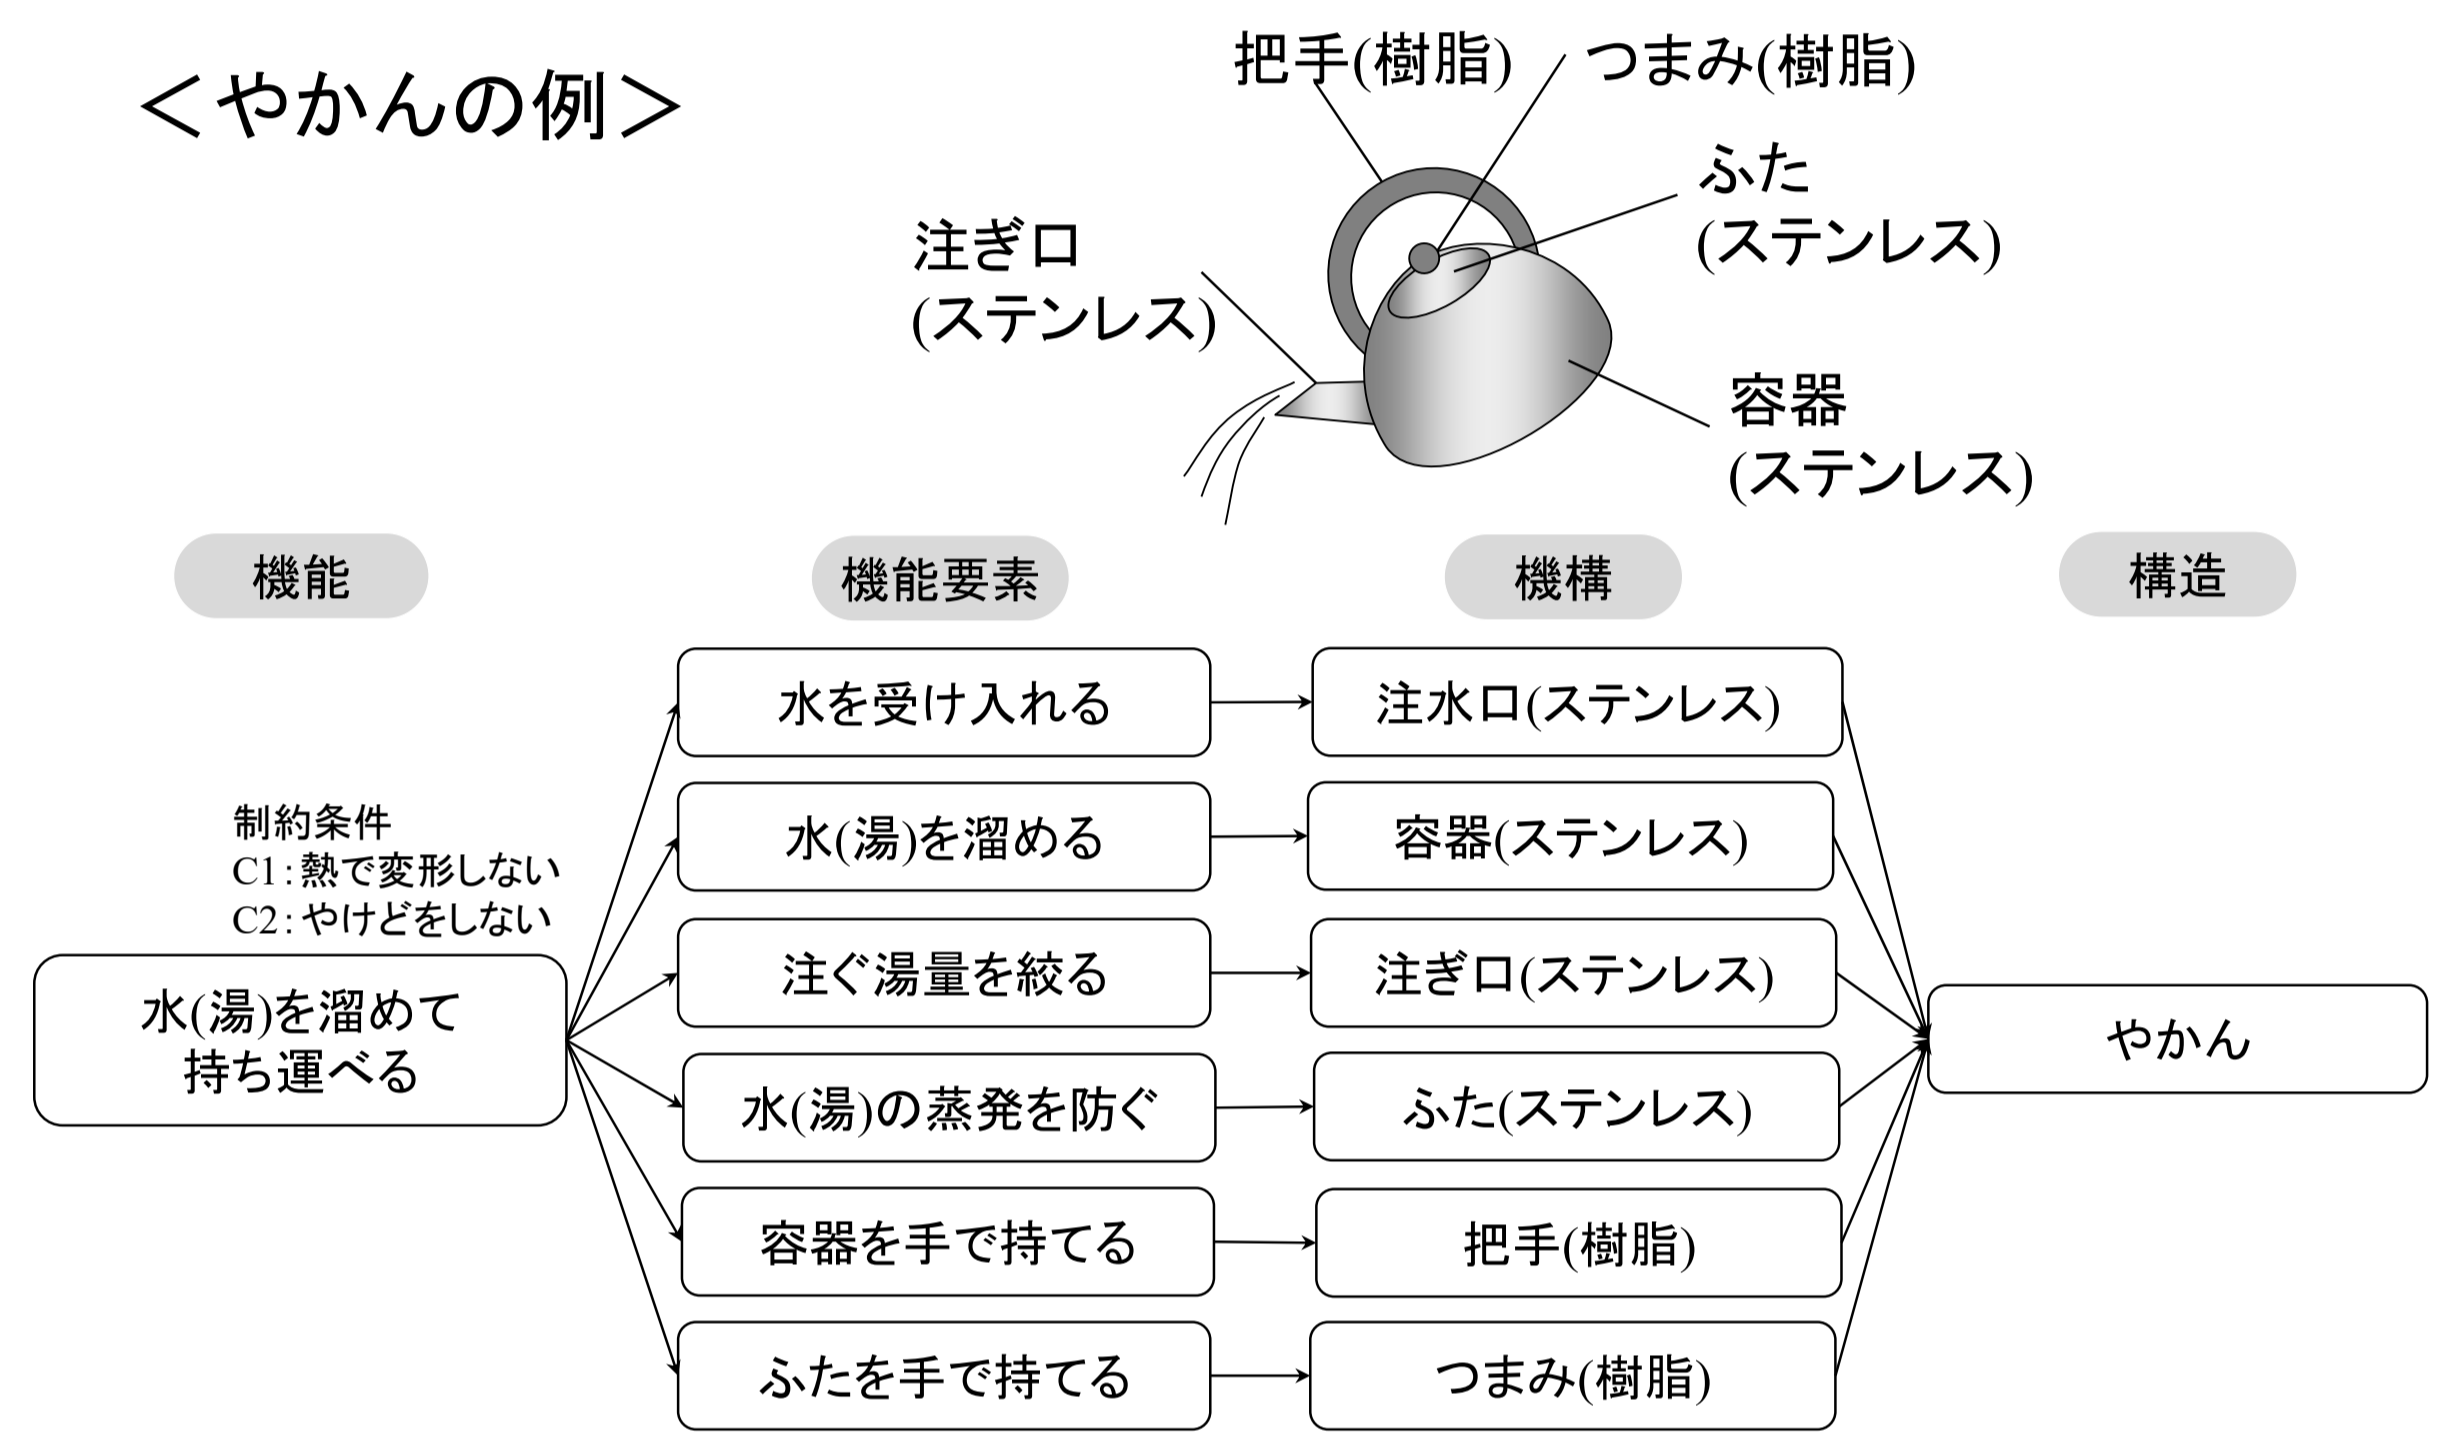 ＜やかんの例＞
把手(樹脂)
つまみ(樹脂)
ふた
(ステンレス)
注ぎ口
(ステンレス)
容器
(ステンレス)
機能
機能要素
機構
構造
制約条件
C1：熱で変形しない
C2：やけどをしない
水(湯)を溜めて
持ち運べる
水を受け入れる
注水口(ステンレス)
水(湯)を溜める
容器(ステンレス)
注ぐ湯量を絞る
注ぎ口(ステンレス)
水(湯)の蒸発を防ぐ
ふた(ステンレス)
容器を手で持てる
把手(樹脂)
ふたを手で持てる
つまみ(樹脂)
やかん